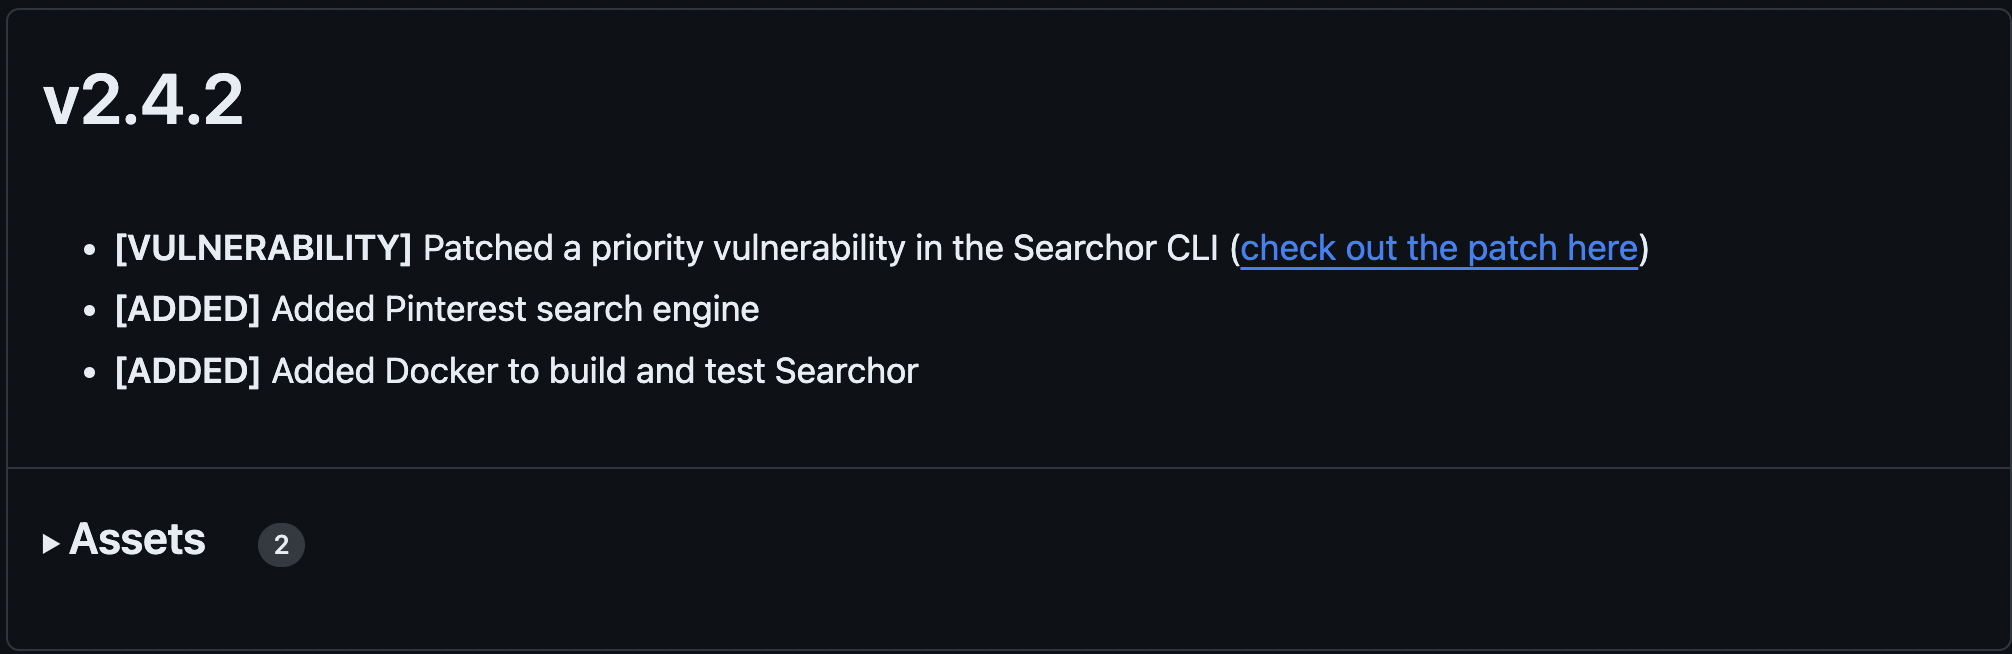 v2.4.2
• [VULNERABILITY] Patched a priority vulnerability in the Searchor CLI (check out the patch here)
• [ADDED] Added Pinterest search engine
• [ADDED] Added Docker to build and test Searchor
Assets 2